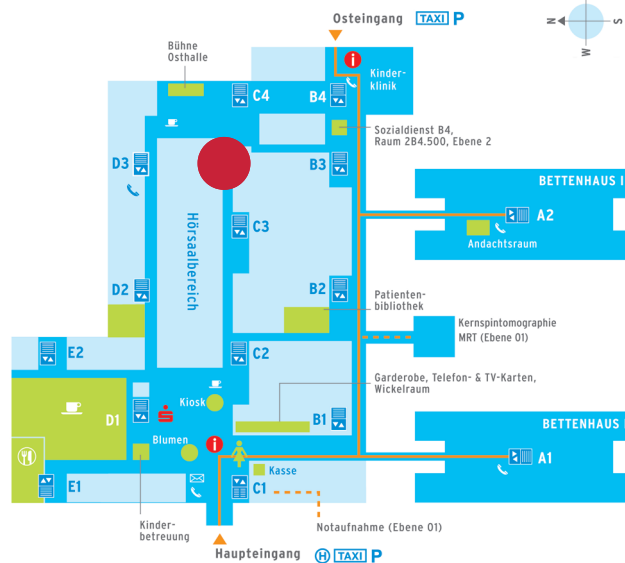 Osteingang TAXI P
N S
W
Bühne
Osthalle
i
Kinder-
klinik
C4
B4
Sozialdienst B4,
Raum 2B4.500, Ebene 2
D3
B3
BETTENHAUS I
A2
C3
Andachtsraum
Hörsaalbereich
D2
B2
Patienten-
bibliothek
Kernspintomographie
MRT (Ebene 01)
E2
C2
Garderobe, Telefon- & TV-Karten,
Wickelraum
D1
Kiosk
B1
BETTENHAUS I
Blumen
i
A1
Kasse
E1
C1
Kinder-
betreuung
Notaufnahme (Ebene 01)
Haupteingang H TAXI P